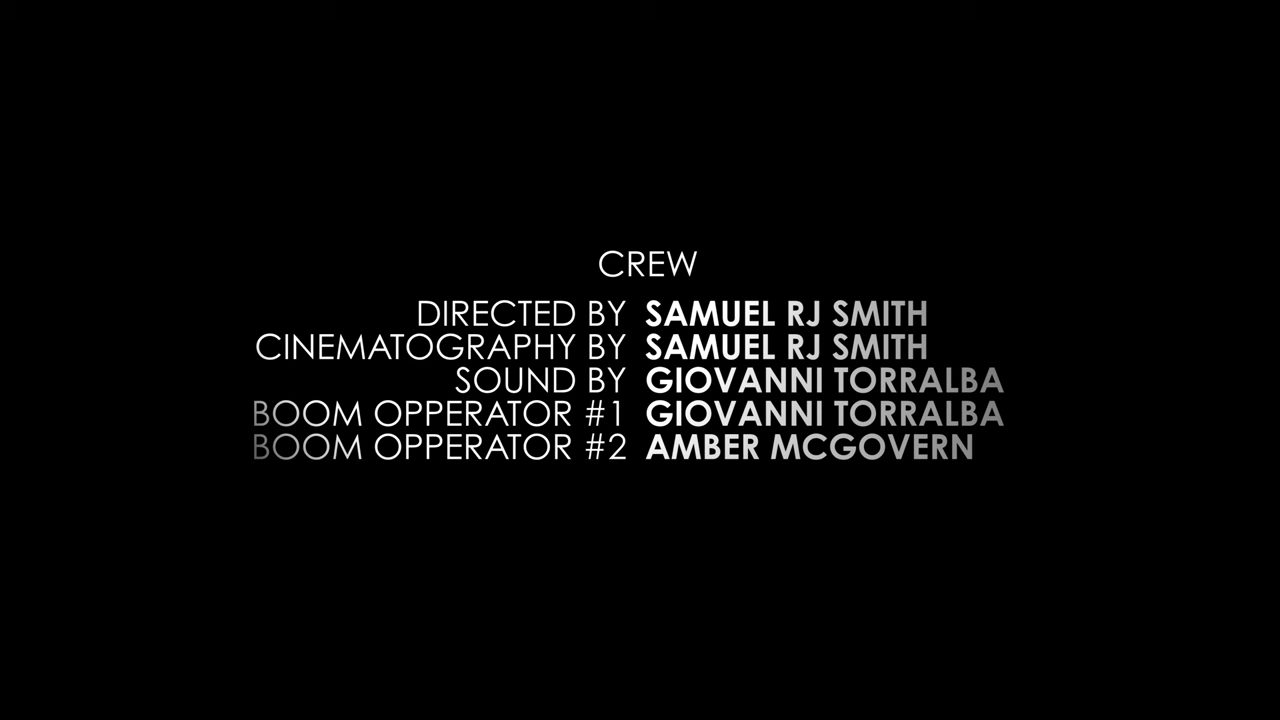 CREW
DIRECTED BY SAMUEL RJ SMITH
CINEMATOGRAPHY BY SAMUEL RJ SMITH
SOUND BY GIOVANNI TORRALBA
BOOM OPPERATOR #1 GIOVANNI TORRALBA
BOOM OPPERATOR #2 AMBER MCGOVERN